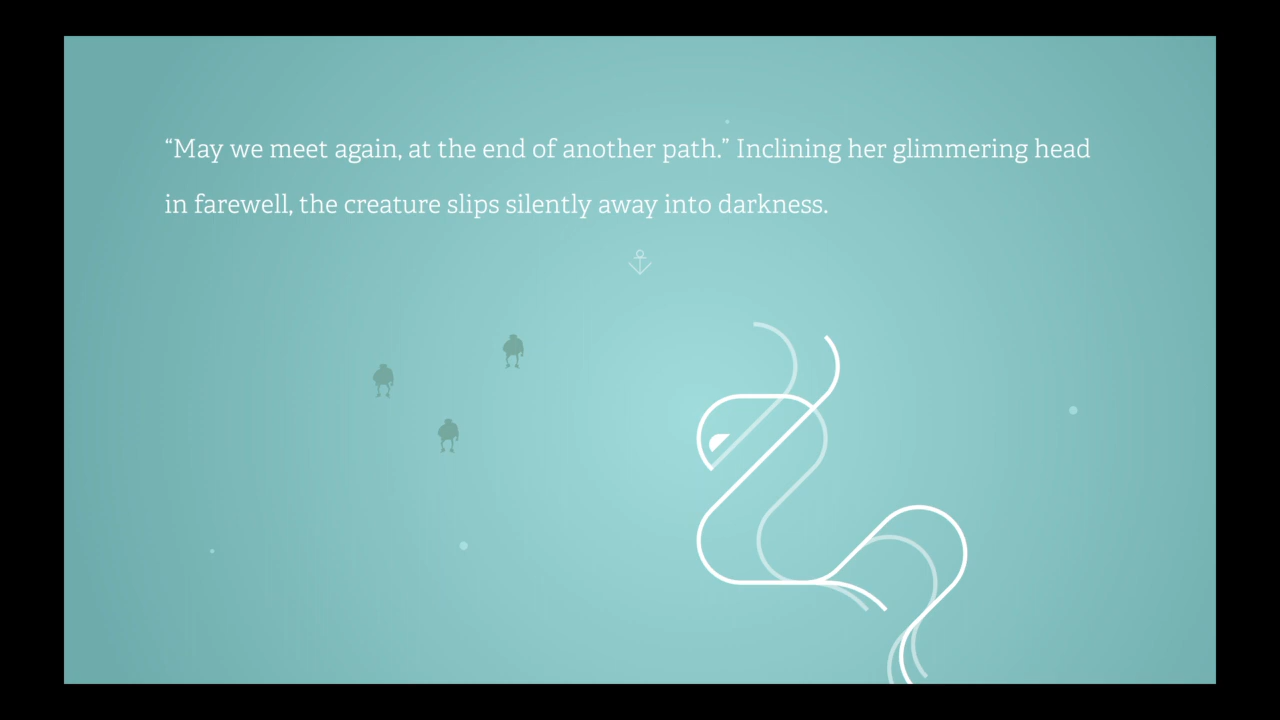 “May we meet again, at the end of another path.” Inclining her glimmering head
in farewell, the creature slips silently away into darkness.